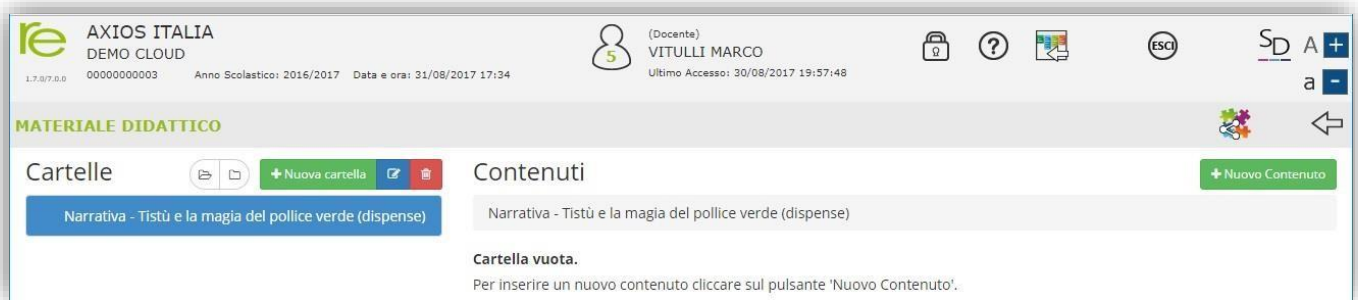 re
1.7.0/7.0.0
AXIOS ITALIA
DEMO CLOUD
00000000003 Anno Scolastico: 2016/2017 Data e ora: 31/08/2017 17:34
5
(Docente)
VITULLI MARCO
Ultimo Accesso: 30/08/2017 19:57:48
?
ESCI
SD
A +
a -
MATERIALE DIDATTICO
Cartelle
+ Nuova cartella
Narrativa - Tistù e la magia del pollice verde (dispense)
Contenuti
+ Nuovo Contenuto
Narrativa - Tistù e la magia del pollice verde (dispense)
Cartella vuota.
Per inserire un nuovo contenuto cliccare sul pulsante 'Nuovo Contenuto'.